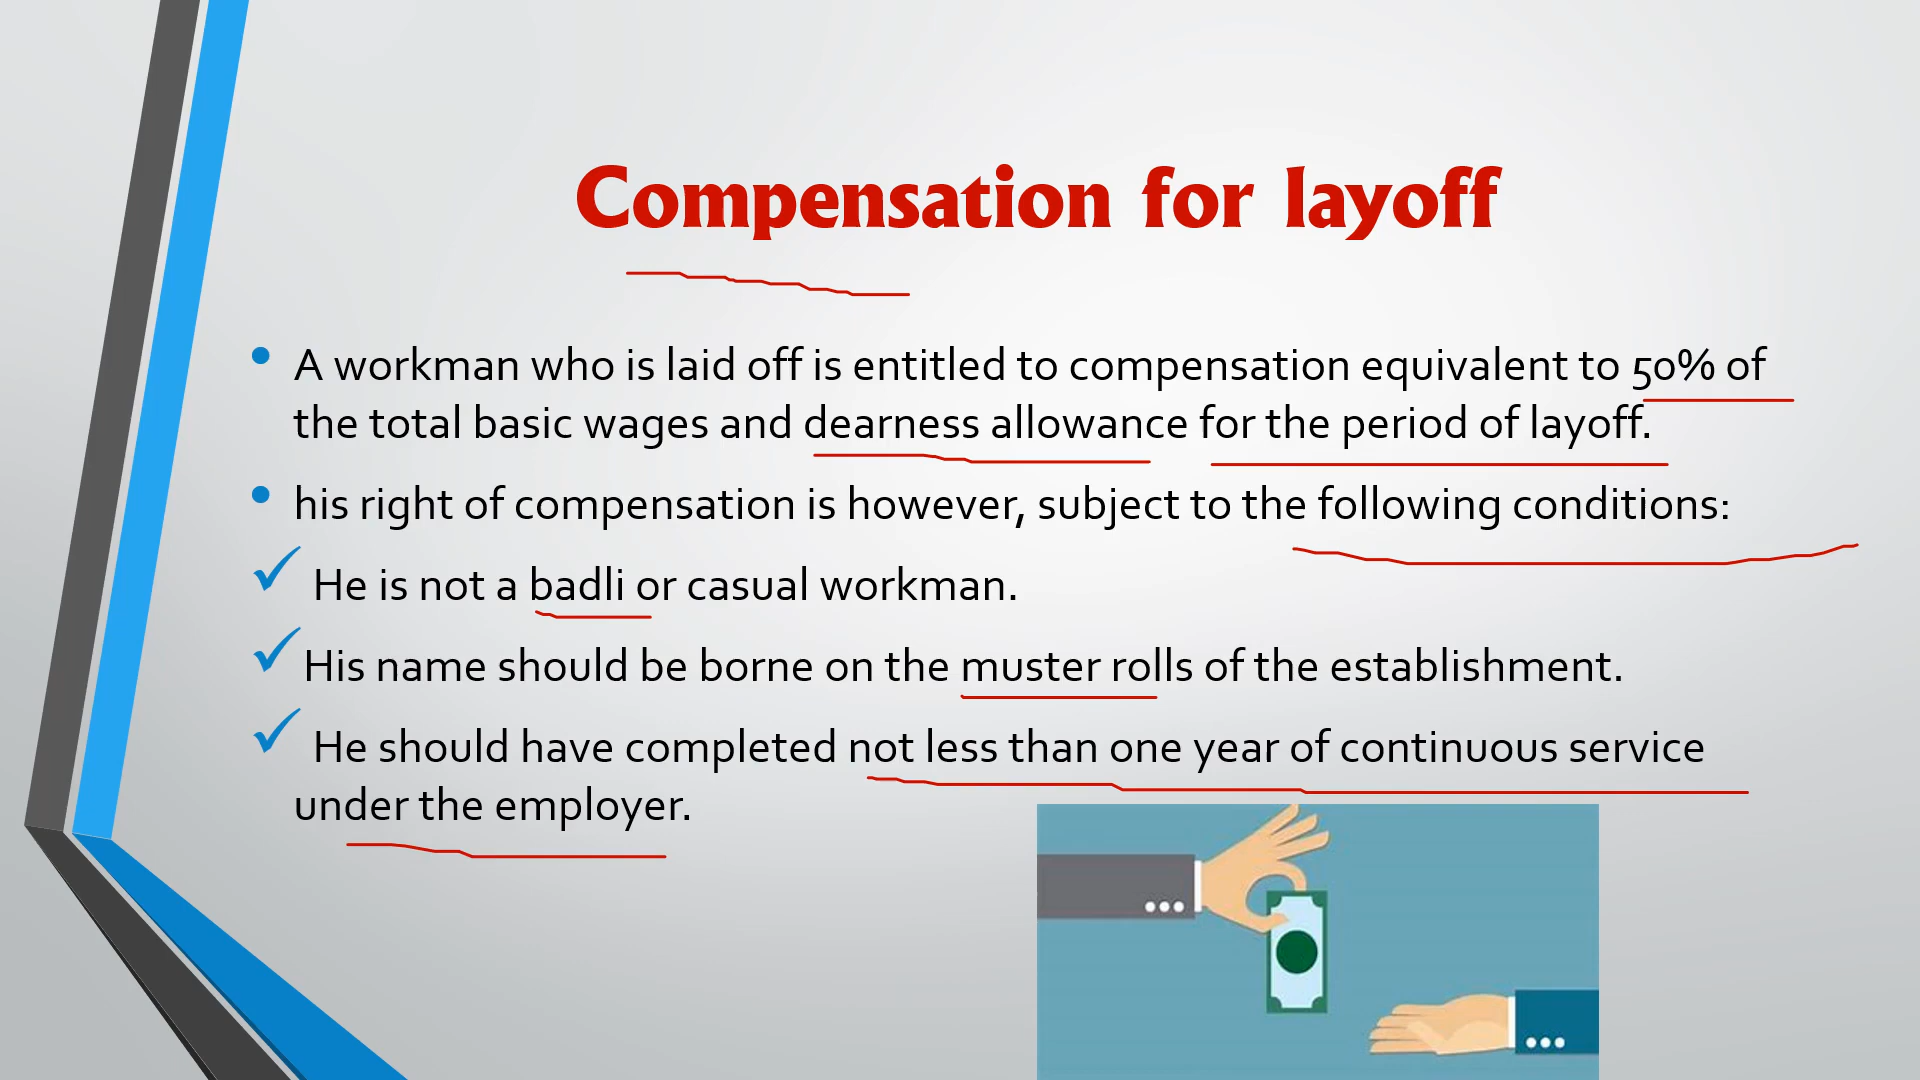 Compensation for layoff
• A workman who is laid off is entitled to compensation equivalent to 50% of
the total basic wages and dearness allowance for the period of layoff.
• his right of compensation is however, subject to the following conditions:
✓ He is not a badli or casual workman.
✓ His name should be borne on the muster rolls of the establishment.
✓ He should have completed not less than one year of continuous service
under the employer.